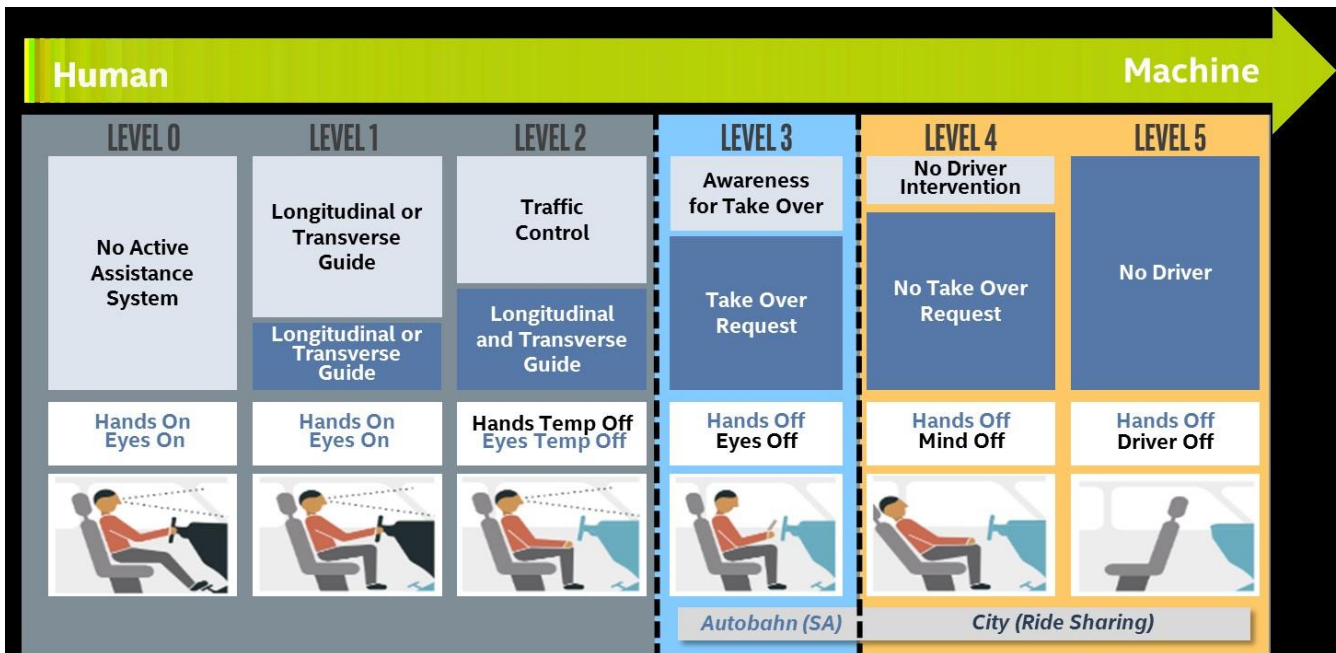 Human
Machine
LEVEL 0
LEVEL 1
LEVEL 2
LEVEL 3
LEVEL 4
LEVEL 5
No Active
Assistance
System
Longitudinal or
Transverse
Guide
Longitudinal or
Transverse
Guide
Traffic
Control
Longitudinal
and Transverse
Guide
Awareness
for Take Over
Take Over
Request
No Driver
Intervention
No Take Over
Request
No Driver
Hands On
Eyes On
Hands On
Eyes On
Hands Temp Off
Eyes Temp Off
Hands Off
Eyes Off
Hands Off
Mind Off
Hands Off
Driver Off
Autobahn (SA)
City (Ride Sharing)